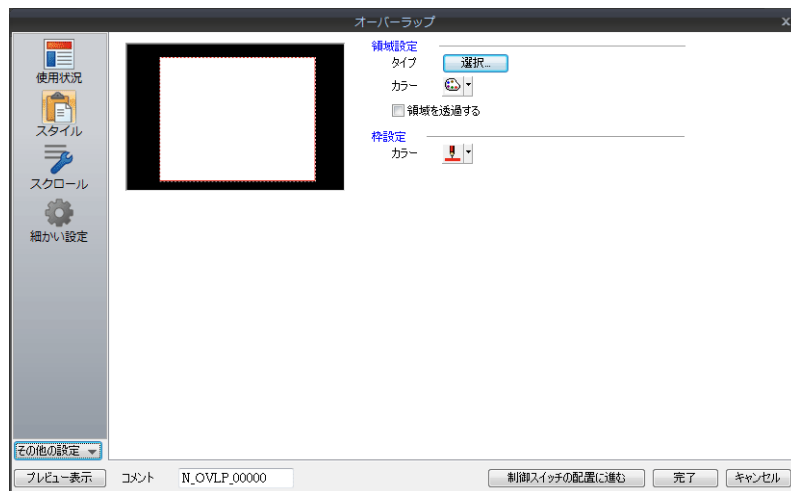 オーバーラップ
x
使用状況
スタイル
スクロール
細かい設定
その他の設定
領域設定
タイプ 選択...
カラー
領域を透過する
枠設定
カラー
プレビュー表示 コメント N_OVLP_00000 制御スイッチの配置に進む 完了 キャンセル